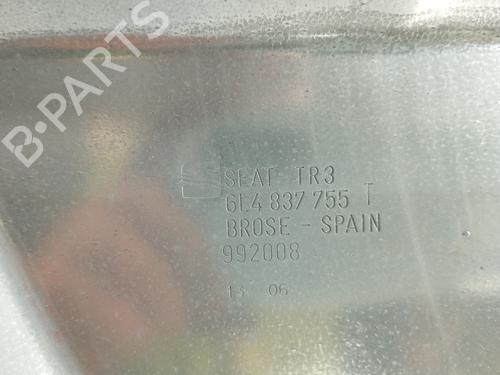 B-PARTS
SEAT TR3
6L4 837 755 T
BROSE - SPAIN
992008
06